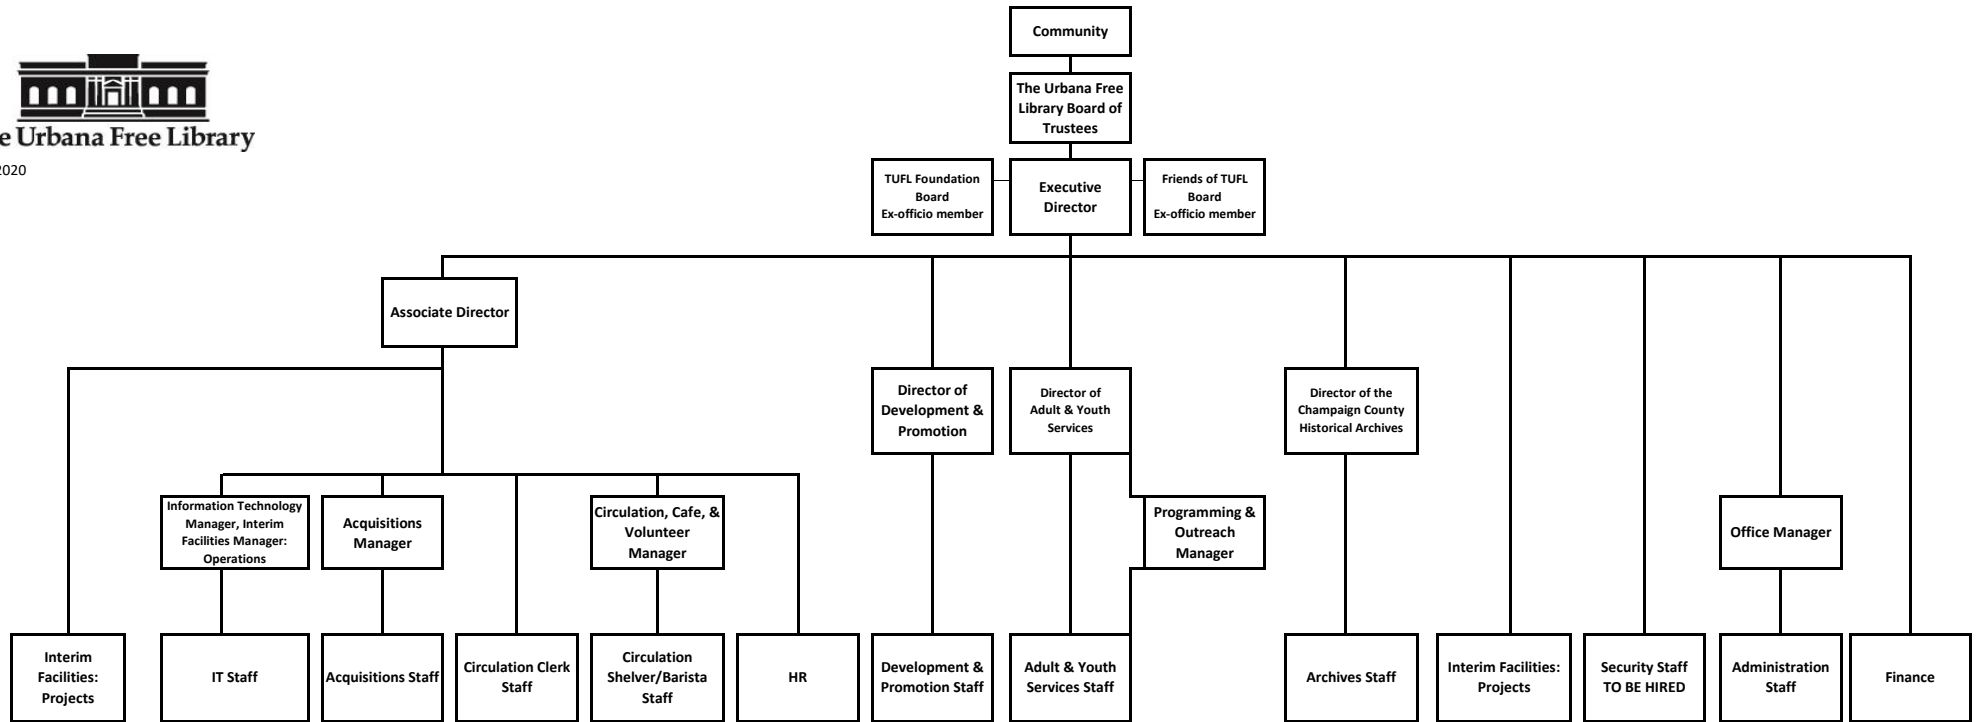 Community
The Urbana Free
Library Board of
Trustees
e Urbana Free Library
2020
TUFL Foundation
Board
Ex-officio member
Executive
Director
Friends of TUFL
Board
Ex-officio member
Associate Director
Director of
Development &
Promotion
Director of
Adult & Youth
Services
Director of the
Champaign County
Historical Archives
Information Technology
Manager, Interim
Facilities Manager:
Operations
Acquisitions
Manager
Circulation, Cafe, &
Volunteer
Manager
Programming &
Outreach
Manager
Office Manager
Interim
Facilities:
Projects
IT Staff
Acquisitions Staff
Circulation Clerk
Staff
Circulation
Shelver/Barista
Staff
HR
Development &
Promotion Staff
Adult & Youth
Services Staff
Archives Staff
Interim Facilities:
Projects
Security Staff
TO BE HIRED
Administration
Staff
Finance